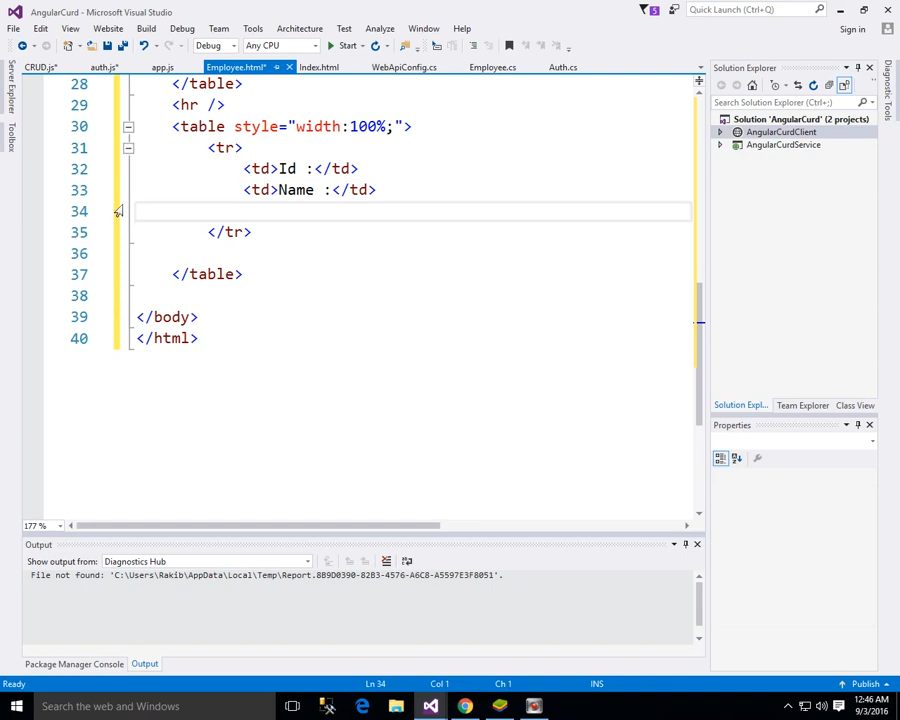 AngularCurd - Microsoft Visual Studio
5
Quick Launch (Ctrl+Q)
File Edit View Website Build Debug Team Tools Architecture Test Analyze Window Help
Sign in
Debug Any CPU Start
CRUD.js* auth.js* app.js Employee.html* Index.html WebApiConfig.cs Employee.cs Auth.cs
Server Explorer
Toolbox
28 </table>
29 <hr />
30 <table style="width:100%;">
31 <tr>
32 <td>Id :</td>
33 <td>Name :</td>
34
35 </tr>
36
37 </table>
38
39 </body>
40 </html>
177 %
Solution Explorer
Search Solution Explorer (Ctrl+;)
Solution 'AngularCurd' (2 projects)
AngularCurdClient
AngularCurdService
Solution Expl... Team Explorer Class View
Properties
Diagnostic Tools
Output
Show output from: Diagnostics Hub
File not found: 'C:\Users\Rakib\AppData\Local\Temp\Report.8B9D0390-82B3-4576-A6C8-A5597E3F8051'.
Package Manager Console Output
Ready Ln 34 Col 1 Ch 1 INS Publish
Search the web and Windows
12:46 AM
9/3/2016